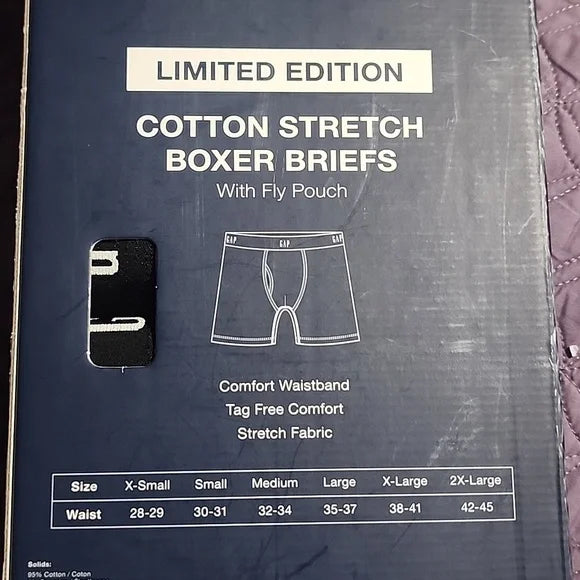 LIMITED EDITION
COTTON STRETCH
BOXER BRIEFS
With Fly Pouch
GAP GAP GAP
Comfort Waistband
Tag Free Comfort
Stretch Fabric
Size X-Small Small Medium Large X-Large 2X-Large
Waist 28-29 30-31 32-34 35-37 38-41 42-45
Solids:
95% Cotton / Coton